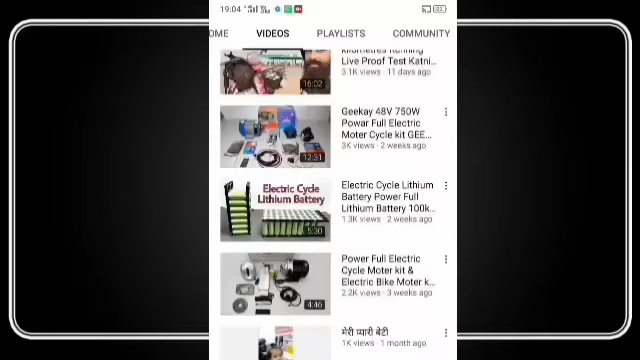 19:04
OME VIDEOS PLAYLISTS COMMUNITY
kilometres Running
Live Proof Test Katni...
3.1K views · 11 days ago
16:02
Geekay 48V 750W
Powar Full Electric
Moter Cycle kit GEE...
3K views · 2 weeks ago
12:31
Electric Cycle Lithium
Battery Power Full
Lithium Battery 100k...
1.3K views · 2 weeks ago
Electric Cycle
Lithium Battery
5:30
Power Full Electric
Cycle Moter kit &
Electric Bike Moter k...
2.2K views · 3 weeks ago
4:46
मेरी प्यारी बेटी
1K views · 1 month ago